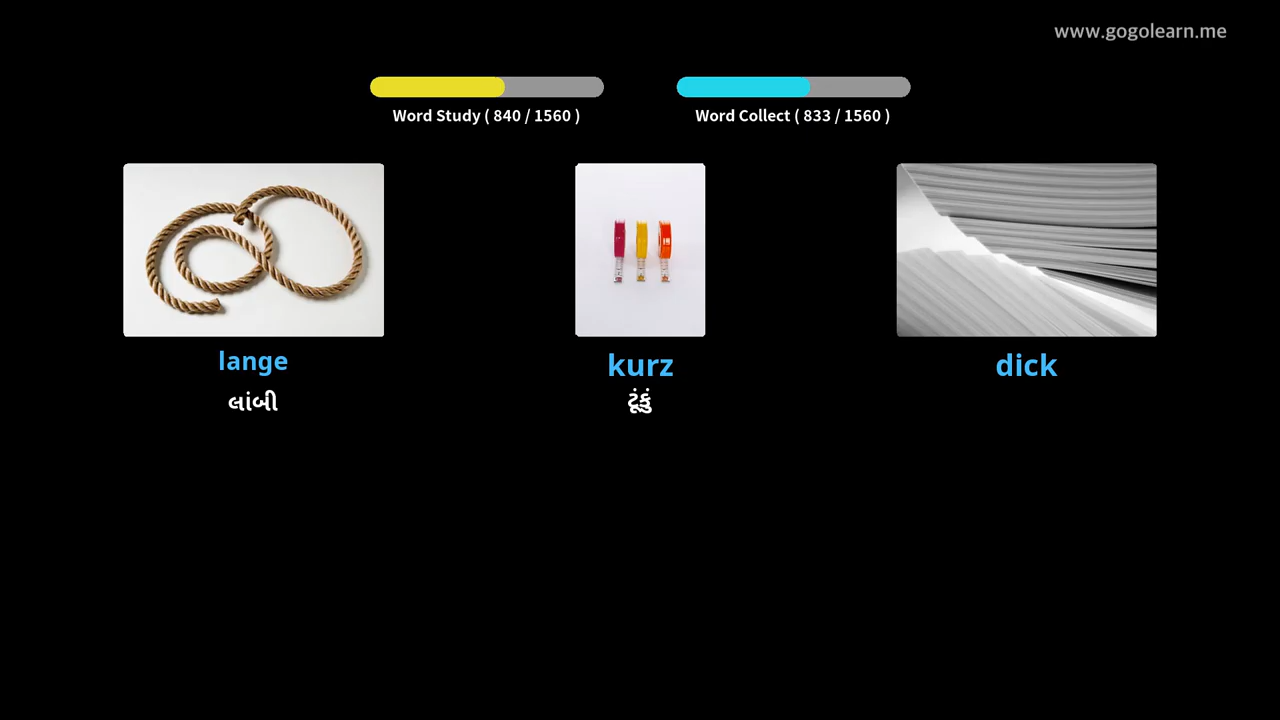 www.gogolearn.me
Word Study ( 840 / 1560 )
Word Collect ( 833 / 1560 )
lange
kurz
dick
લાંબી
ટૂંકું